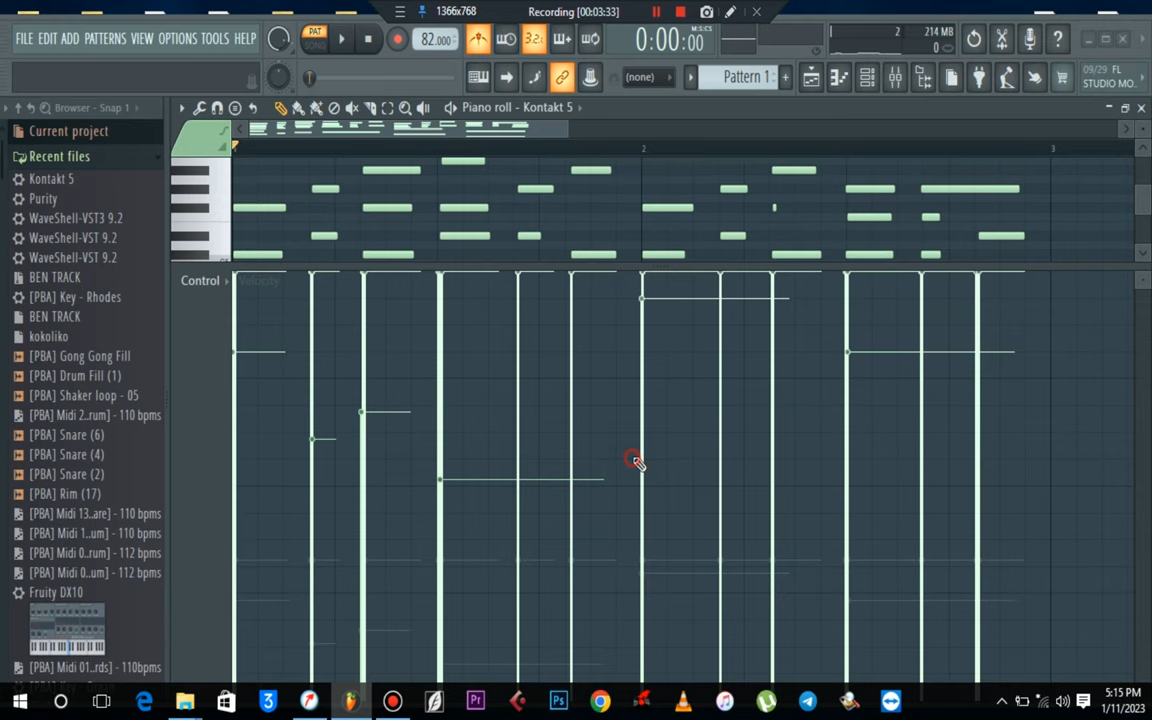 1366x768
Recording [00:03:33]
FILE EDIT ADD PATTERNS VIEW OPTIONS TOOLS HELP
PAT
SONG
82.000
3.2.
0:00:00
M:S:CS
2
214 MB
0
(none)
Pattern 1
09/29 FL
STUDIO MO..
Browser - Snap 1
Piano roll - Kontakt 5
Current project
Recent files
Kontakt 5
Purity
WaveShell-VST3 9.2
WaveShell-VST 9.2
WaveShell-VST 9.2
BEN TRACK
[PBA] Key - Rhodes
BEN TRACK
kokoliko
[PBA] Gong Gong Fill
[PBA] Drum Fill (1)
[PBA] Shaker loop - 05
[PBA] Midi 2..rum] - 110 bpms
[PBA] Snare (6)
[PBA] Snare (4)
[PBA] Snare (2)
[PBA] Rim (17)
[PBA] Midi 13..are] - 110 bpms
[PBA] Midi 1..um] - 110 bpms
[PBA] Midi 0..rum] - 112 bpms
[PBA] Midi 0..um] - 112 bpms
Fruity DX10
[PBA] Midi 01..rds] - 110bpms
2
3
Control
Velocity
5:15 PM
1/11/2023